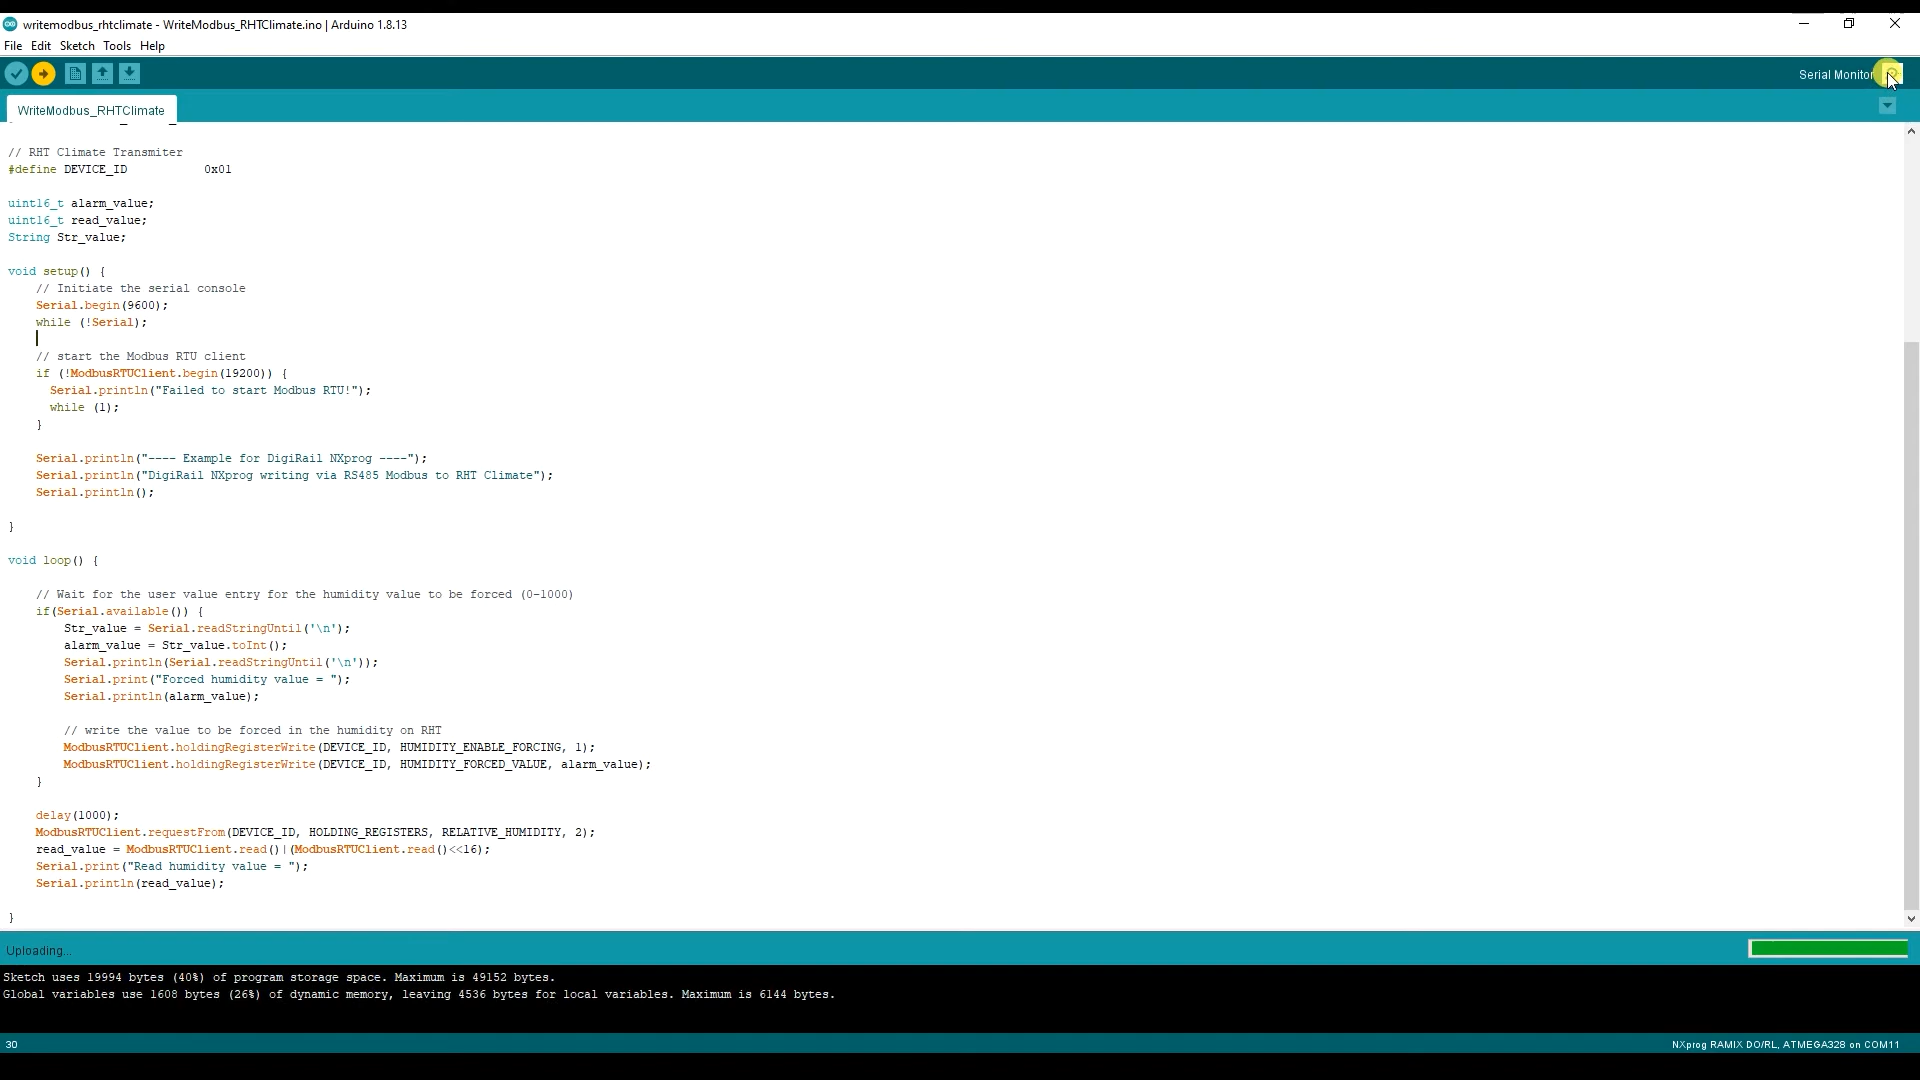 writemodbus_rhtclimate - WriteModbus_RHTClimate.ino | Arduino 1.8.13
File Edit Sketch Tools Help
Serial Monitor
WriteModbus_RHTClimate
// RHT Climate Transmiter
#define DEVICE_ID 0x01
uint16_t alarm_value;
uint16_t read_value;
String Str_value;
void setup() {
// Initiate the serial console
Serial.begin(9600);
while (!Serial);
// start the Modbus RTU client
if (!ModbusRTUClient.begin(19200)) {
Serial.println("Failed to start Modbus RTU!");
while (1);
}
Serial.println("---- Example for DigiRail NXprog ----");
Serial.println("DigiRail NXprog writing via RS485 Modbus to RHT Climate");
Serial.println();
}
void loop() {
// Wait for the user value entry for the humidity value to be forced (0-1000)
if(Serial.available()) {
Str_value = Serial.readStringUntil('\n');
alarm_value = Str_value.toInt();
Serial.println(Serial.readStringUntil('\n'));
Serial.print("Forced humidity value = ");
Serial.println(alarm_value);
// write the value to be forced in the humidity on RHT
ModbusRTUClient.holdingRegisterWrite(DEVICE_ID, HUMIDITY_ENABLE_FORCING, 1);
ModbusRTUClient.holdingRegisterWrite(DEVICE_ID, HUMIDITY_FORCED_VALUE, alarm_value);
}
delay(1000);
ModbusRTUClient.requestFrom(DEVICE_ID, HOLDING_REGISTERS, RELATIVE_HUMIDITY, 2);
read_value = ModbusRTUClient.read()|(ModbusRTUClient.read()<<16);
Serial.print("Read humidity value = ");
Serial.println(read_value);
}
Uploading...
Sketch uses 19994 bytes (40%) of program storage space. Maximum is 49152 bytes.
Global variables use 1608 bytes (26%) of dynamic memory, leaving 4536 bytes for local variables. Maximum is 6144 bytes.
30
NXprog RAMIX DO/RL, ATMEGA328 on COM11